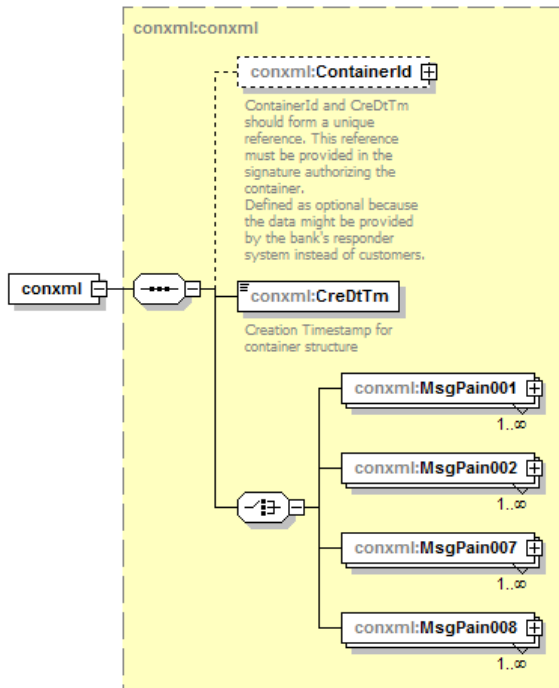 conxml:conxml
conxml:ContainerId
ContainerId and CreDtTm
should form a unique
reference. This reference
must be provided in the
signature authorizing the
container.
Defined as optional because
the data might be provided
by the bank's responder
system instead of customers.
conxml
conxml:CreDtTm
Creation Timestamp for
container structure
conxml:MsgPain001
1..∞
conxml:MsgPain002
1..∞
conxml:MsgPain007
1..∞
conxml:MsgPain008
1..∞